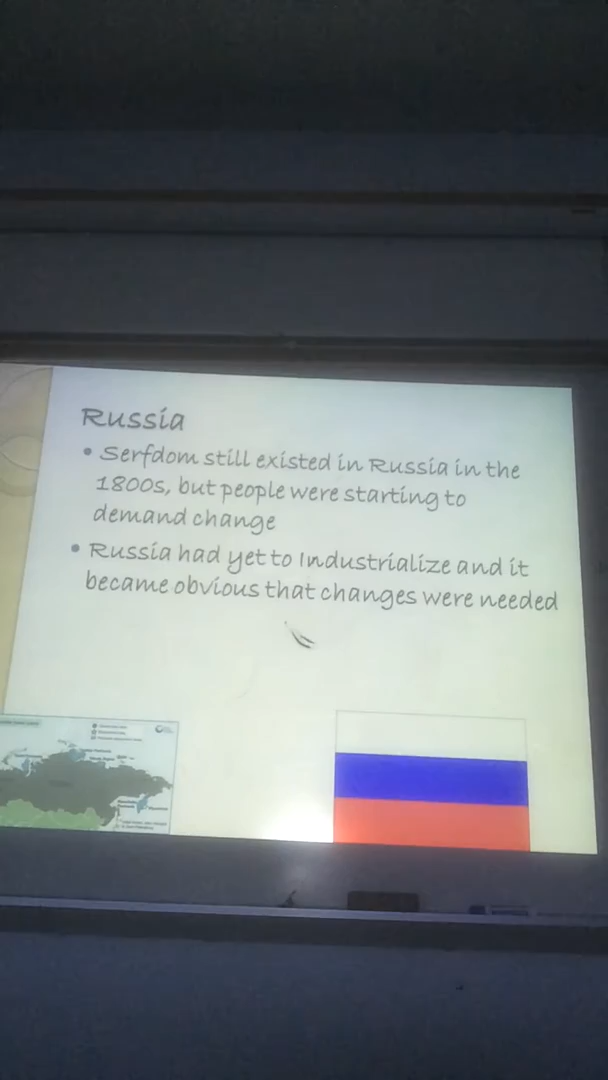 Russia
• Serfdom still existed in Russia in the
1800s, but people were starting to
demand change
• Russia had yet to Industrialize and it
became obvious that changes were needed